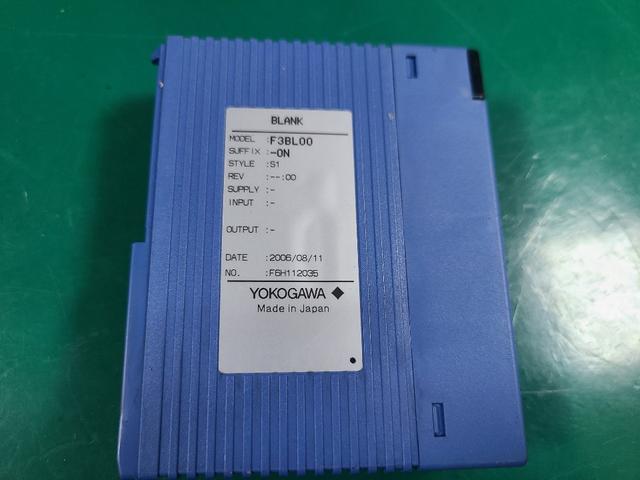 BLANK
MODEL :F3BL00
SUFFIX :-0N
STYLE :S1
REV :--:00
SUPPLY :-
INPUT :-
OUTPUT :-
DATE :2006/08/11
NO. :F6H112035
YOKOGAWA
Made in Japan